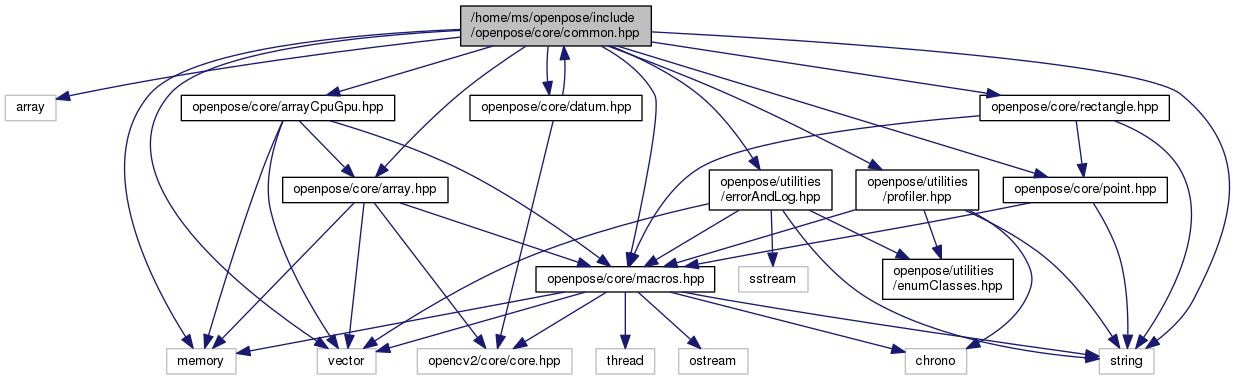 /home/ms/openpose/include
/openpose/core/common.hpp
array
openpose/core/arrayCpuGpu.hpp
openpose/core/datum.hpp
openpose/core/rectangle.hpp
openpose/core/array.hpp
openpose/utilities
/errorAndLog.hpp
openpose/utilities
/profiler.hpp
openpose/core/point.hpp
openpose/core/macros.hpp
sstream
openpose/utilities
/enumClasses.hpp
memory
vector
opencv2/core/core.hpp
thread
ostream
chrono
string